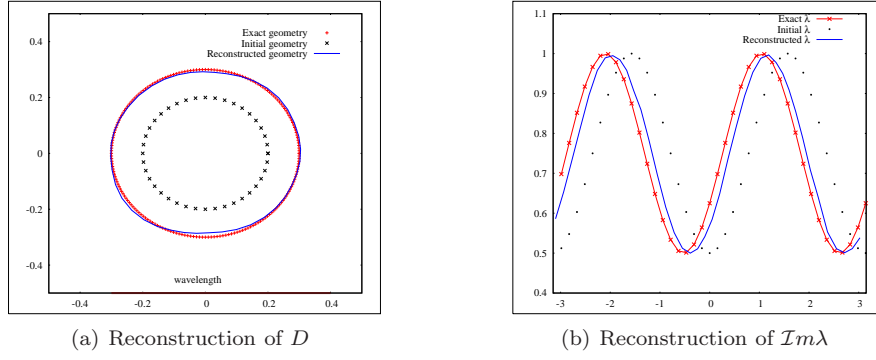 Exact geometry
Initial geometry
Reconstructed geometry
0.4
0.2
0
-0.2
-0.4
wavelength
-0.4 -0.2 0 0.2 0.4
(a) Reconstruction of D
1.1
Exact λ
Initial λ
Reconstructed λ
1
0.9
0.8
0.7
0.6
0.5
0.4
-3 -2 -1 0 1 2 3
(b) Reconstruction of ℐmλ